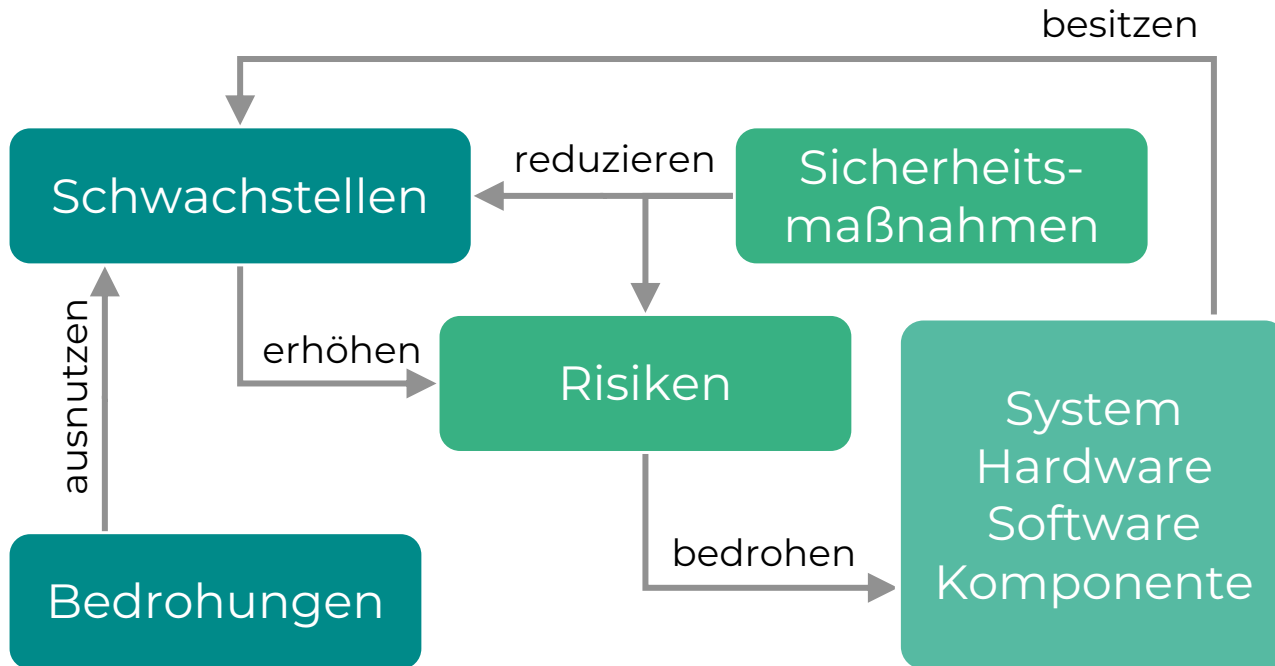 besitzen
Schwachstellen
reduzieren
Sicherheits-
maßnahmen
ausnutzen
erhöhen
Risiken
System
Hardware
Software
Komponente
bedrohen
Bedrohungen